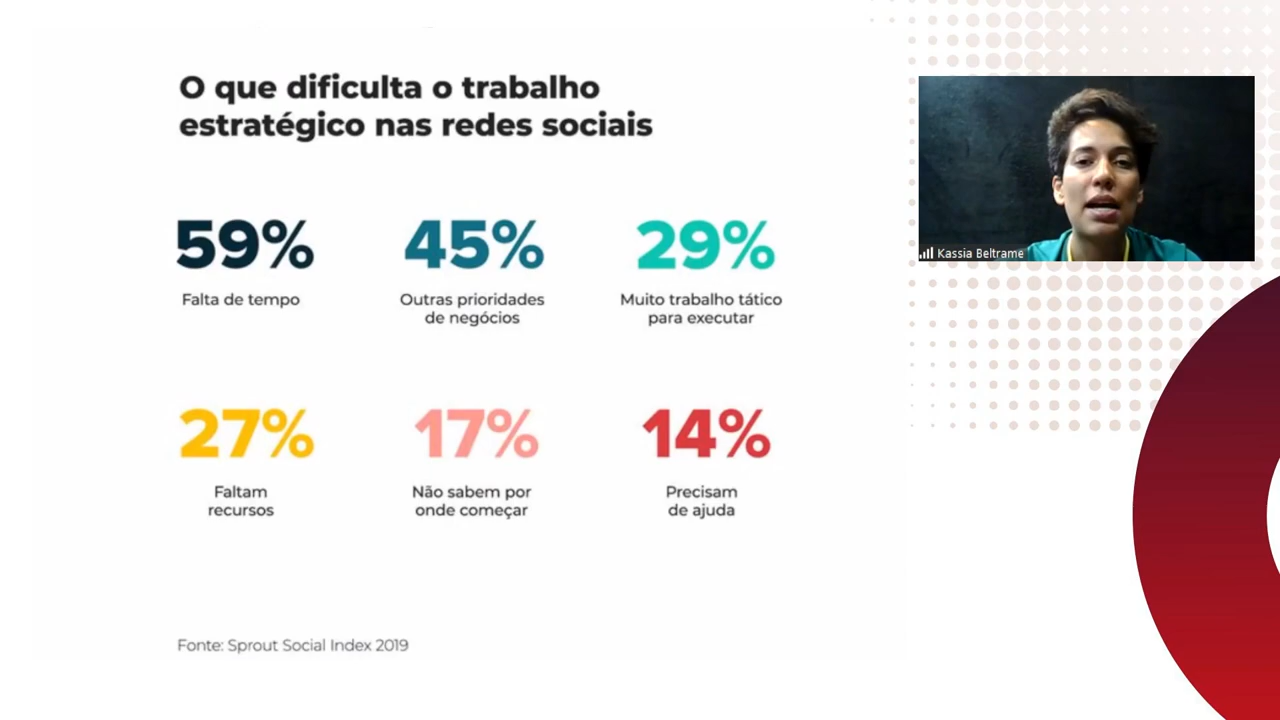 O que dificulta o trabalho
estratégico nas redes sociais
59%
Falta de tempo
45%
Outras prioridades
de negócios
29%
Muito trabalho tático
para executar
27%
Faltam
recursos
17%
Não sabem por
onde começar
14%
Precisam
de ajuda
Fonte: Sprout Social Index 2019
Kassia Beltrame